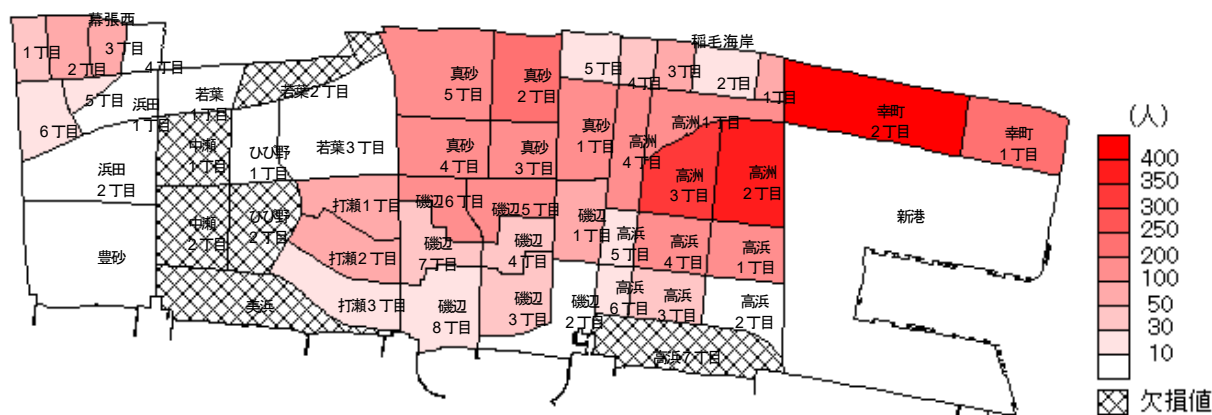 幕張西
1丁目
2丁目
3丁目
4丁目
5丁目
6丁目
浜田
1丁目
浜田
2丁目
豊砂
若葉
1丁目
若葉2丁目
若葉3丁目
中瀬
1丁目
中瀬
2丁目
ひび野
1丁目
ひび野
2丁目
美浜
打瀬1丁目
打瀬2丁目
打瀬3丁目
真砂
5丁目
真砂
2丁目
真砂
4丁目
真砂
3丁目
真砂
1丁目
磯辺6丁目
磯辺5丁目
磯辺
7丁目
磯辺
4丁目
磯辺
8丁目
磯辺
3丁目
磯辺
1丁目
磯辺
2丁目
稲毛海岸
5丁目
4丁目
3丁目
2丁目
1丁目
高洲1丁目
高洲
4丁目
高洲
3丁目
高洲
2丁目
高浜
5丁目
高浜
4丁目
高浜
1丁目
高浜
6丁目
高浜
3丁目
高浜
2丁目
高浜7丁目
幸町
2丁目
幸町
1丁目
新港
(人)
400
350
300
250
200
100
50
30
10
欠損値